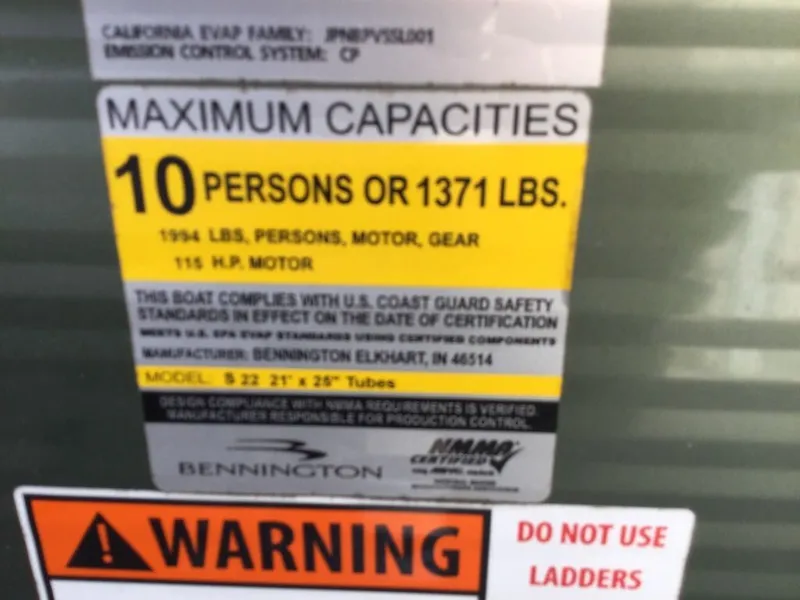 CALIFORNIA EVAP FAMILY: JPNBPVSSL001
EMISSION CONTROL SYSTEM: CP
MAXIMUM CAPACITIES
10 PERSONS OR 1371 LBS.
1994 LBS, PERSONS, MOTOR, GEAR
115 H.P. MOTOR
THIS BOAT COMPLIES WITH U.S. COAST GUARD SAFETY
STANDARDS IN EFFECT ON THE DATE OF CERTIFICATION
MEETS U.S. EPA EVAP STANDARDS USING CERTIFIED COMPONENTS
MANUFACTURER: BENNINGTON ELKHART, IN 46514
MODEL: S 22 21' x 25" Tubes
DESIGN COMPLIANCE WITH NMMA REQUIREMENTS IS VERIFIED.
MANUFACTURER RESPONSIBLE FOR PRODUCTION CONTROL.
BENNINGTON
NMMA
CERTIFIED
WARNING
DO NOT USE
LADDERS